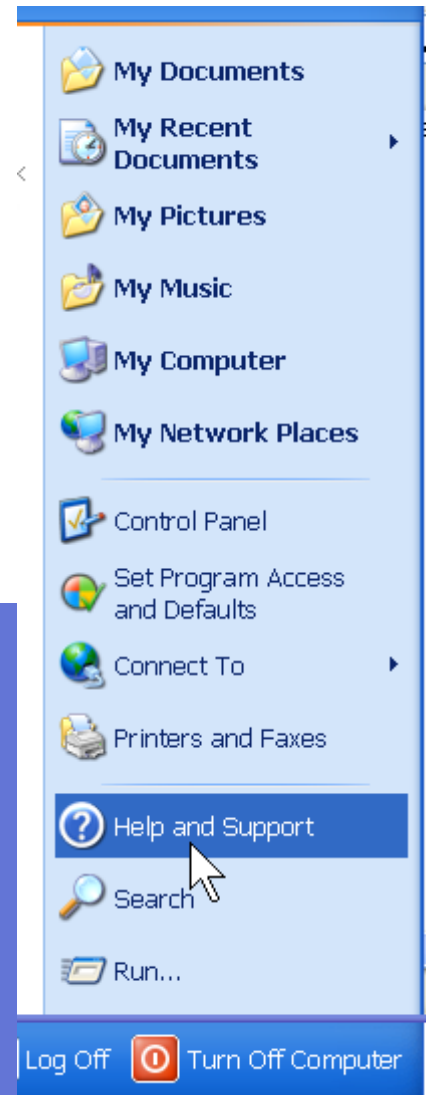 My Documents
My Recent
Documents
My Pictures
My Music
My Computer
My Network Places
Control Panel
Set Program Access
and Defaults
Connect To
Printers and Faxes
Help and Support
Search
Run...
Log Off
Turn Off Computer